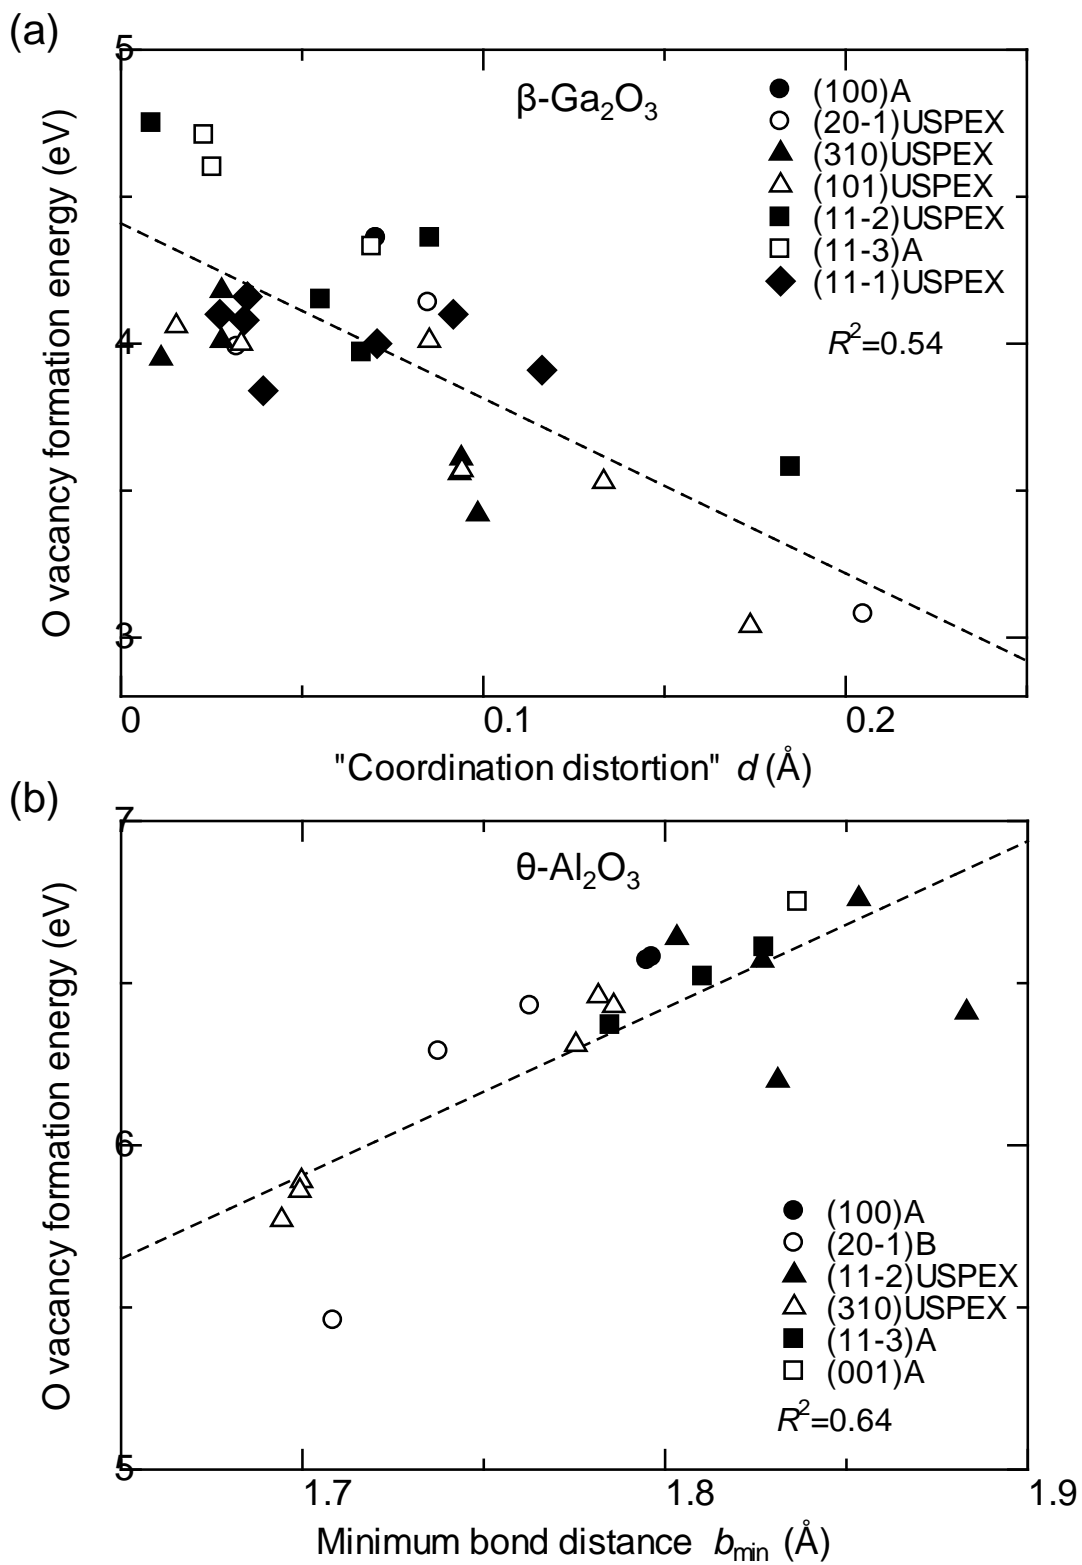 (a)
5
4
3
O vacancy formation energy (eV)
β-Ga2O3
(100)A
(20-1)USPEX
(310)USPEX
(101)USPEX
(11-2)USPEX
(11-3)A
(11-1)USPEX
R2=0.54
0 0.1 0.2
"Coordination distortion" d (Å)
(b)
7
6
5
O vacancy formation energy (eV)
θ-Al2O3
(100)A
(20-1)B
(11-2)USPEX
(310)USPEX
(11-3)A
(001)A
R2=0.64
1.7 1.8 1.9
Minimum bond distance bmin (Å)